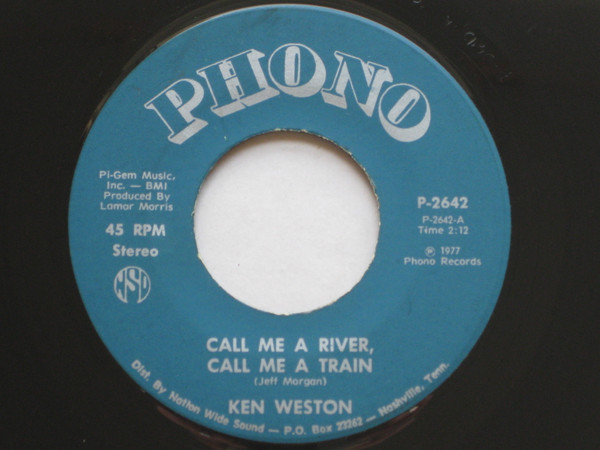 PHONO
Pi-Gem Music,
Inc. — BMI
Produced By
Lamar Morris
45 RPM
Stereo
NSD
P-2642
P-2642-A
Time 2:12
℗ 1977
Phono Records
CALL ME A RIVER,
CALL ME A TRAIN
(Jeff Morgan)
KEN WESTON
Dist. By Nation Wide Sound — P.O. Box 23262 — Nashville, Tenn.